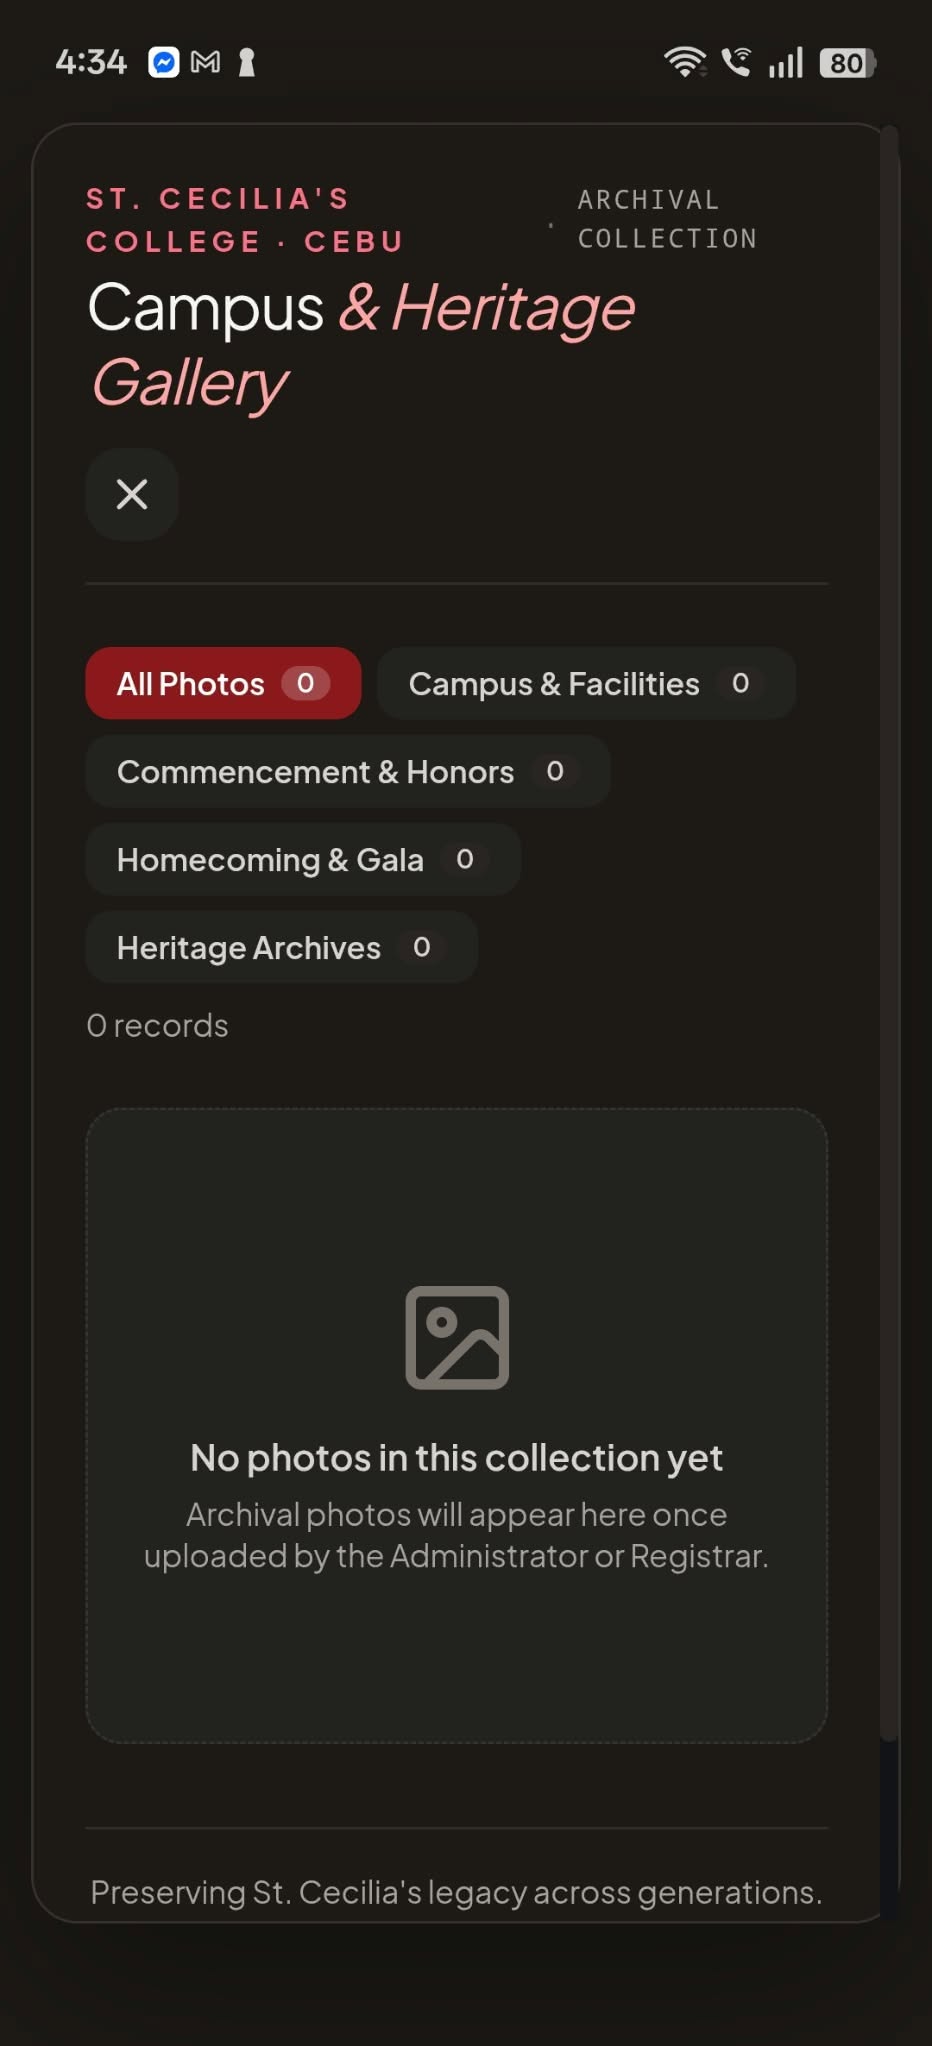 4:34
80
ST. CECILIA'S
COLLEGE · CEBU
· ARCHIVAL
COLLECTION
Campus & Heritage
Gallery
All Photos 0
Campus & Facilities 0
Commencement & Honors 0
Homecoming & Gala 0
Heritage Archives 0
0 records
No photos in this collection yet
Archival photos will appear here once
uploaded by the Administrator or Registrar.
Preserving St. Cecilia's legacy across generations.